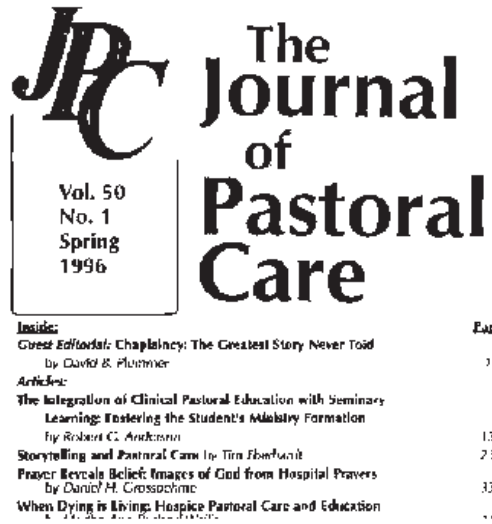 JPC
The
Journal
of
Pastoral
Care
Vol. 50
No. 1
Spring
1996
Inside:
Guest Editorial: Chaplaincy: The Greatest Story Never Told
by David B. Plummer 1
Articles:
The Integration of Clinical Pastoral Education with Seminary
Learning: Fostering the Student's Ministry Formation
by Robert C. Anderson 13
Storytelling and Pastoral Care by Tim Eberhardt
Prayer Reveals Belief: Images of God from Hospital Prayers
by Daniel H. Grossoehme 33
When Dying is Living: Hospice Pastoral Care and Education